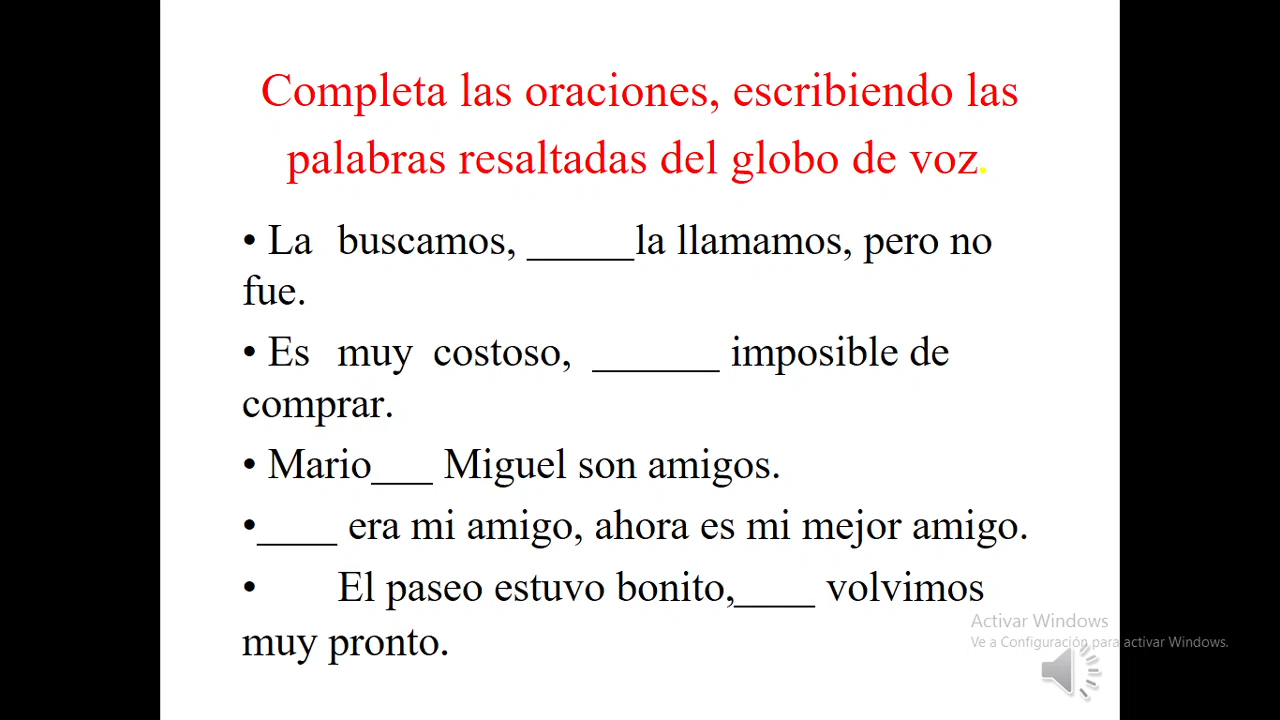 Completa las oraciones, escribiendo las
palabras resaltadas del globo de voz.
• La buscamos, _____la llamamos, pero no
fue.
• Es muy costoso, ______ imposible de
comprar.
• Mario___ Miguel son amigos.
•____ era mi amigo, ahora es mi mejor amigo.
• El paseo estuvo bonito,____ volvimos
muy pronto.
Activar Windows
Ve a Configuración para activar Windows.